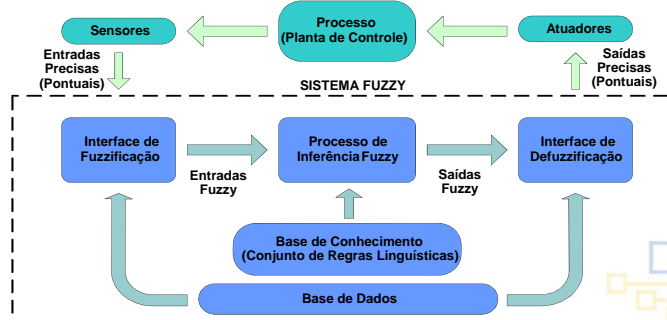 Sensores
Processo
(Planta de Controle)
Atuadores
Entradas
Precisas
(Pontuais)
Saídas
Precisas
(Pontuais)
SISTEMA FUZZY
Interface de
Fuzzificação
Processo de
Inferência Fuzzy
Interface de
Defuzzificação
Entradas
Fuzzy
Saídas
Fuzzy
Base de Conhecimento
(Conjunto de Regras Linguísticas)
Base de Dados